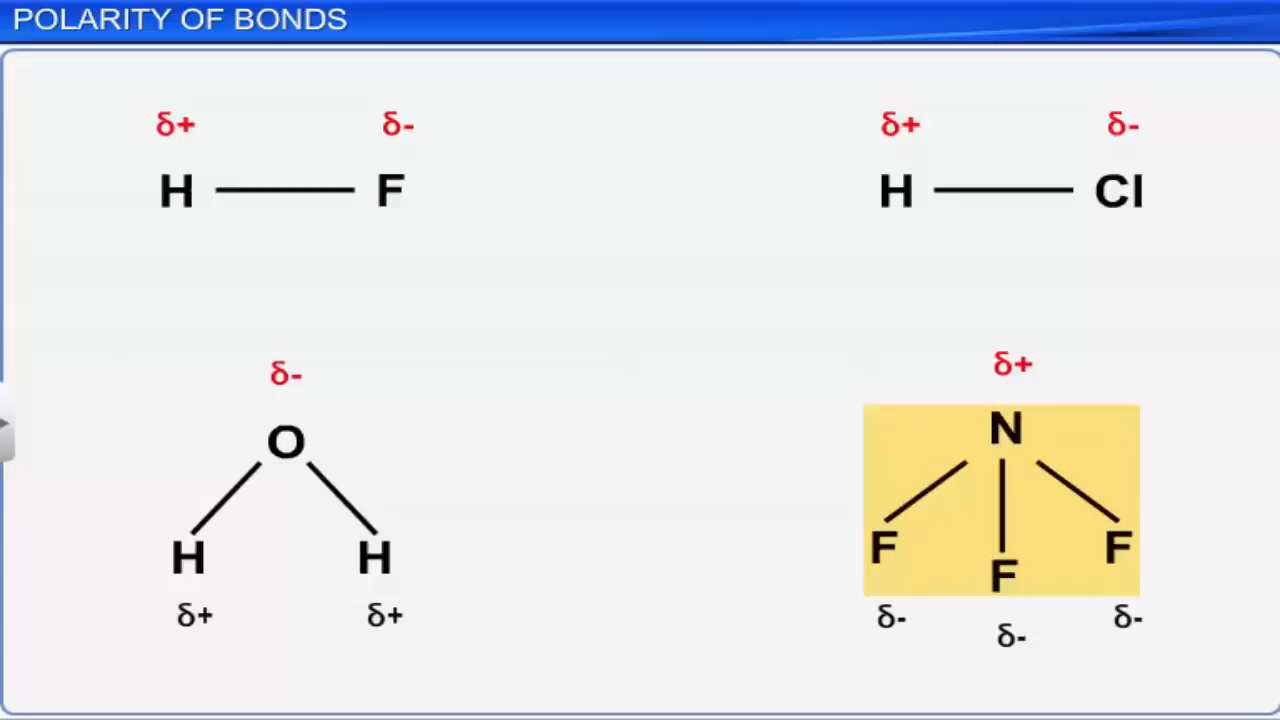 POLARITY OF BONDS
δ+ δ- δ+ δ-
H F H Cl
δ- δ+
O N
H H F F F
δ+ δ+ δ- δ- δ-